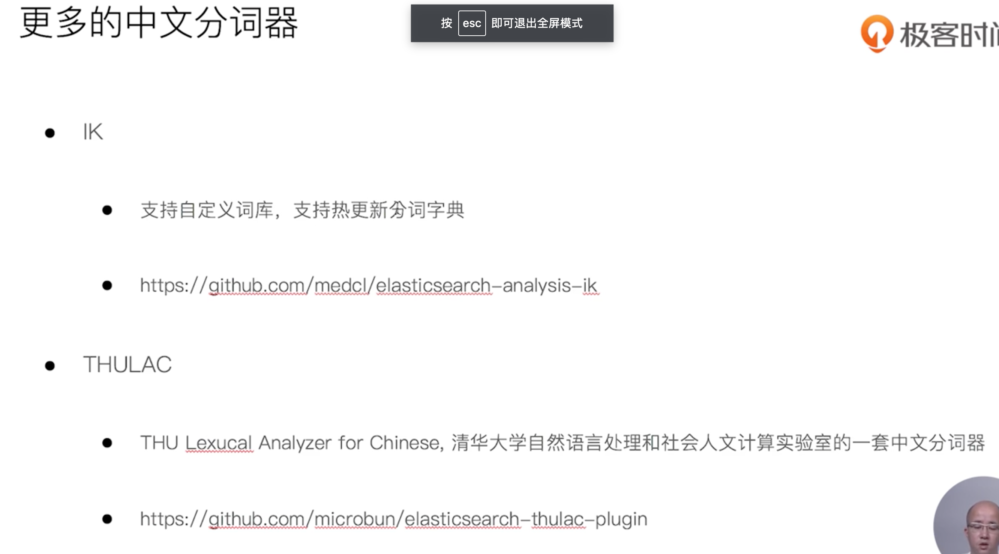 更多的中文分词器
按 esc 即可退出全屏模式
极客时间
IK
支持自定义词库，支持热更新分词字典
https://github.com/medcl/elasticsearch-analysis-ik
THULAC
THU Lexucal Analyzer for Chinese, 清华大学自然语言处理和社会人文计算实验室的一套中文分词器
https://github.com/microbun/elasticsearch-thulac-plugin